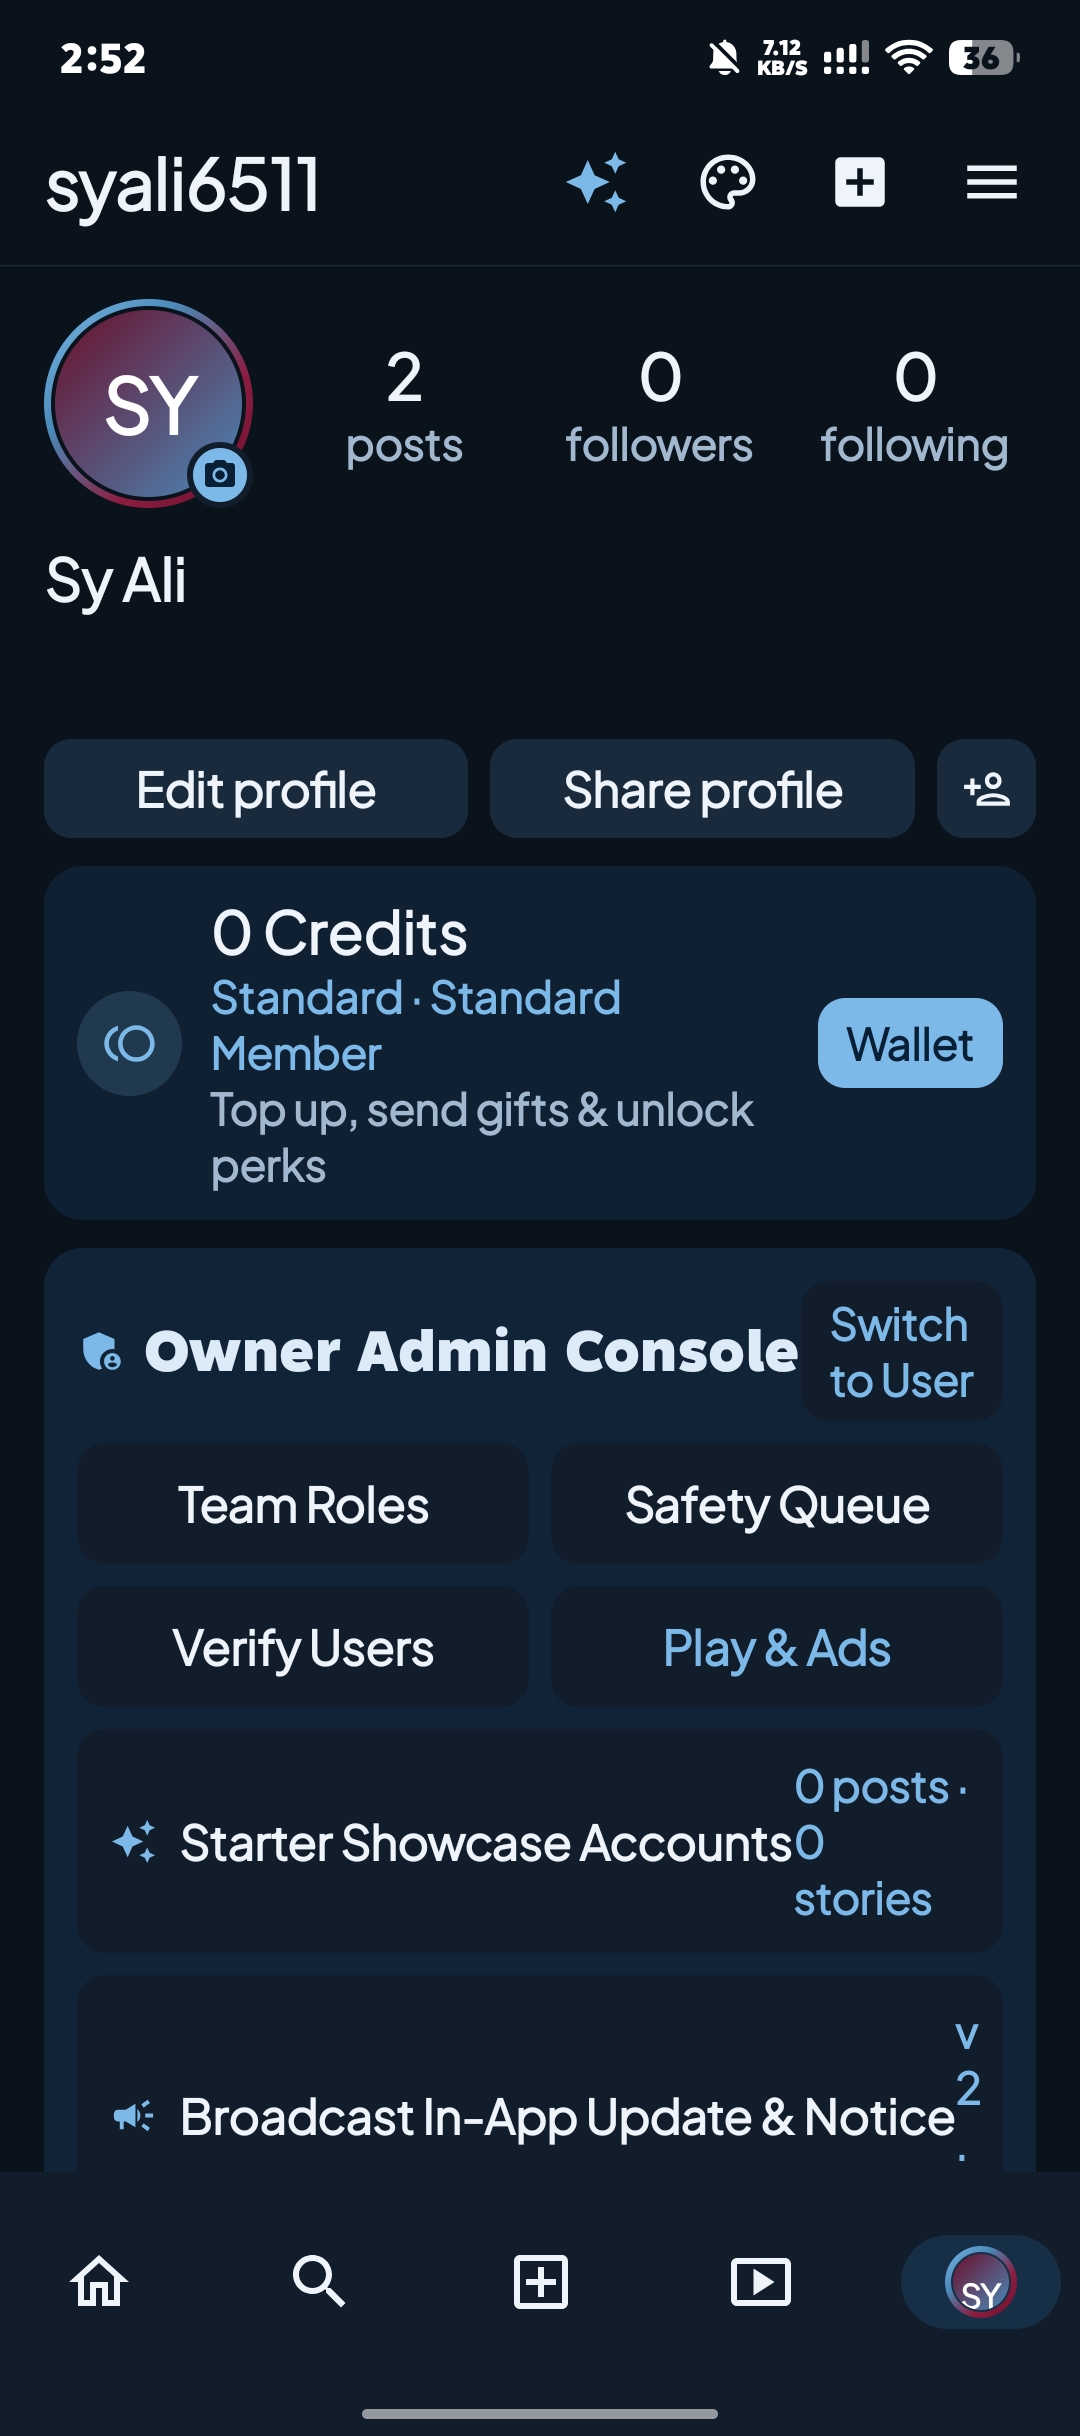 2:52
7.12
KB/S
36
syali6511
SY
2
posts
0
followers
0
following
Sy Ali
Edit profile
Share profile
0 Credits
Standard · Standard
Member
Top up, send gifts & unlock
perks
Wallet
Owner Admin Console
Switch
to User
Team Roles
Safety Queue
Verify Users
Play & Ads
Starter Showcase Accounts
0 posts ·
0
stories
Broadcast In-App Update & Notice
v
2
·
SY